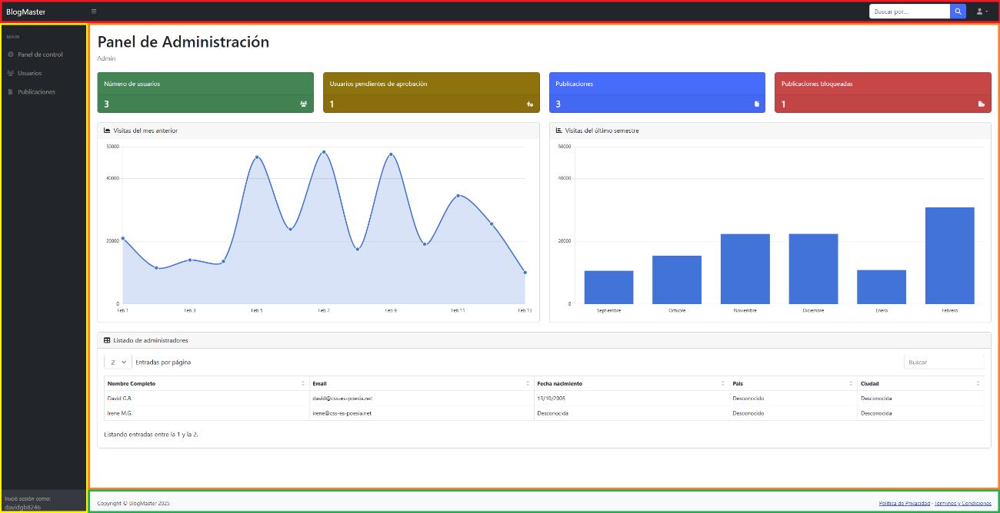 BlogMaster
Buscar por...
MAIN
Panel de control
Usuarios
Publicaciones
Inició sesión como:
davidgb8246
Panel de Administración
Admin
Número de usuarios
3
Usuarios pendientes de aprobación
1
Publicaciones
3
Publicaciones bloqueadas
1
Visitas del mes anterior
50000
40000
20000
0
Feb 1 Feb 3 Feb 5 Feb 7 Feb 9 Feb 11 Feb 13
Visitas del último semestre
50000
40000
20000
0
Septiembre Octubre Noviembre Diciembre Enero Febrero
Listado de administradores
2 Entradas por página
Buscar
Nombre Completo Email Fecha nacimiento País Ciudad
David G.B. david@css-es-poesia.net 13/10/2005 Desconocido Desconocida
Irene M.G. irene@css-es-poesia.net Desconocida Desconocido Desconocida
Listando entradas entre la 1 y la 2.
Copyright © BlogMaster 2025
Política de Privacidad · Términos y Condiciones